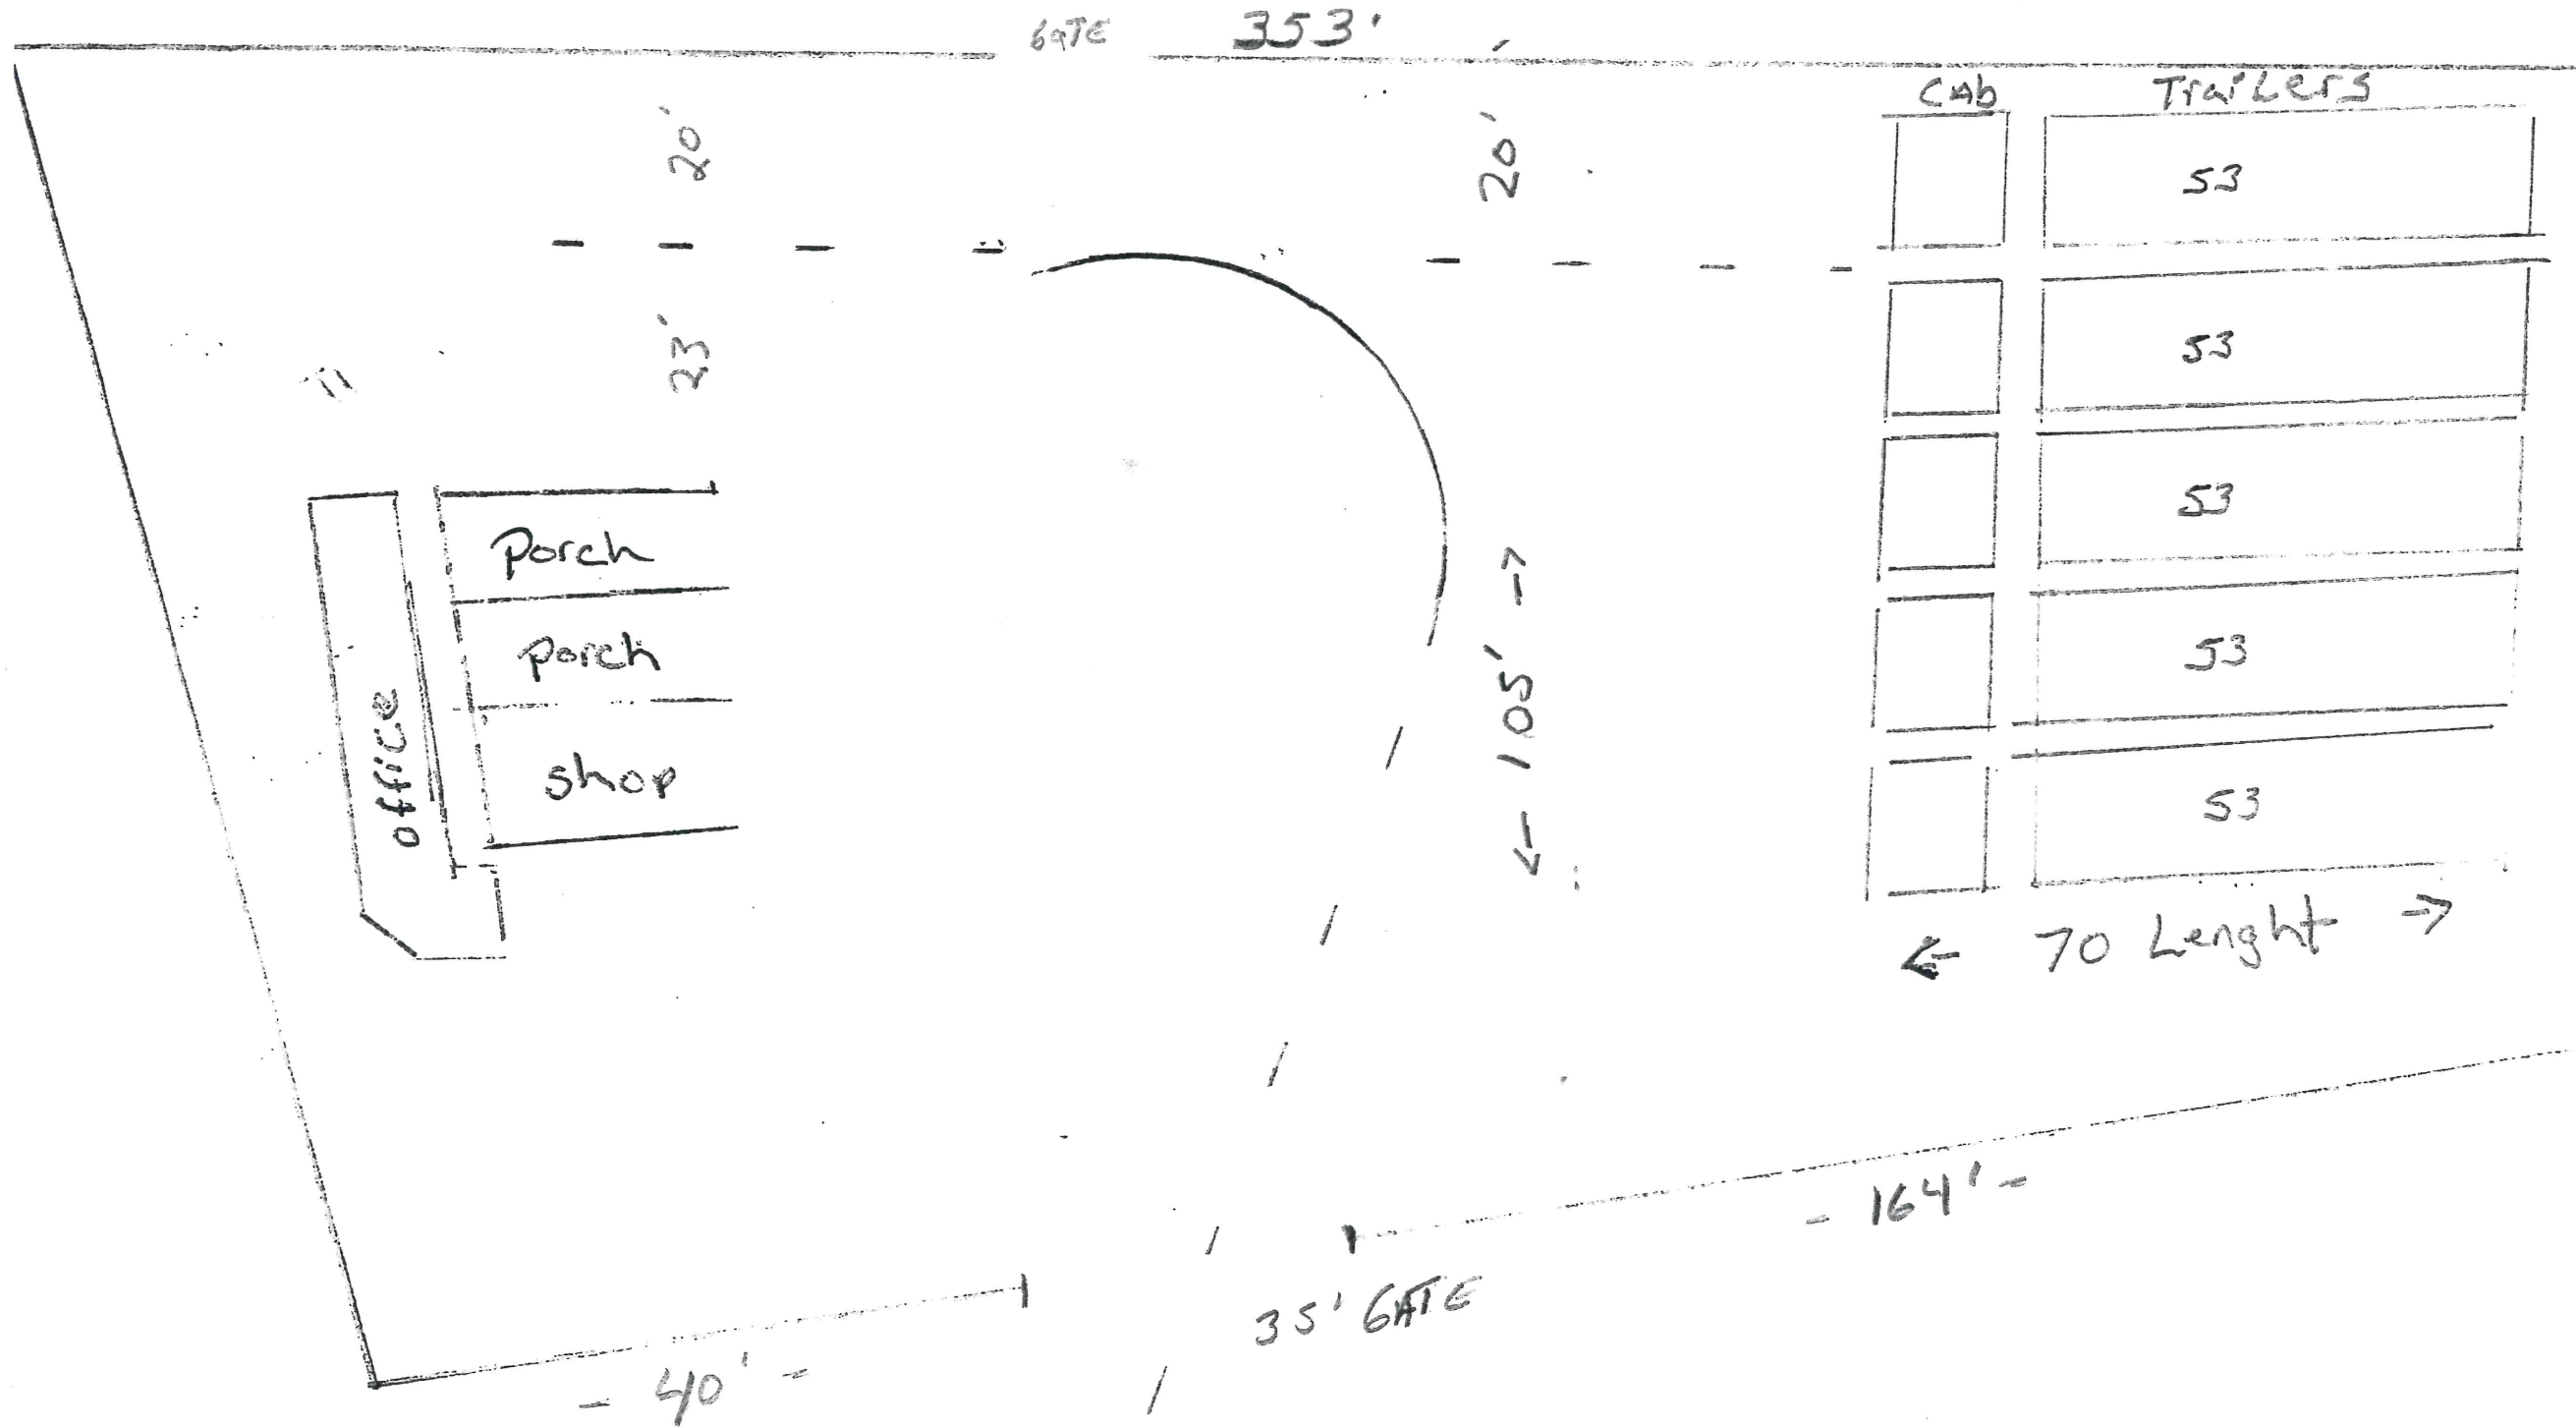 GATE 353'
CAb Trailers
20'
20'
53
23'
53
53
Porch
porch
53
105'
office
shop
53
70 Lenght
- 164' -
35' GATE
- 40' -